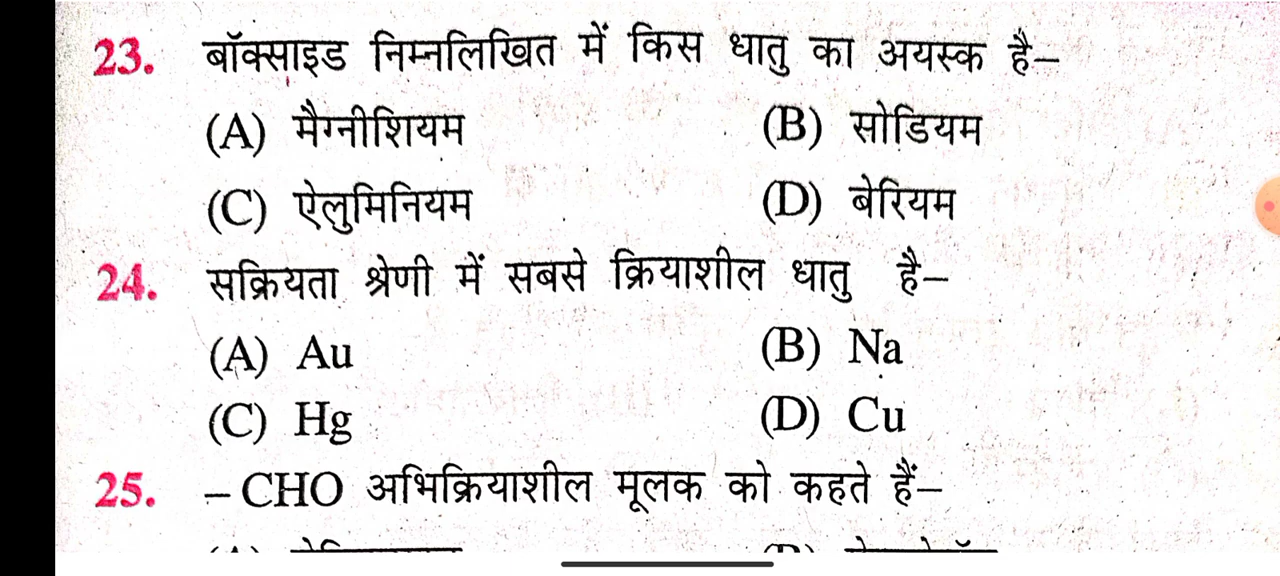 23. बॉक्साइड निम्नलिखित में किस धातु का अयस्क है–
(A) मैग्नीशियम (B) सोडियम
(C) ऐलुमिनियम (D) बेरियम
24. सक्रियता श्रेणी में सबसे क्रियाशील धातु है–
(A) Au (B) Na
(C) Hg (D) Cu
25. – CHO अभिक्रियाशील मूलक को कहते हैं–